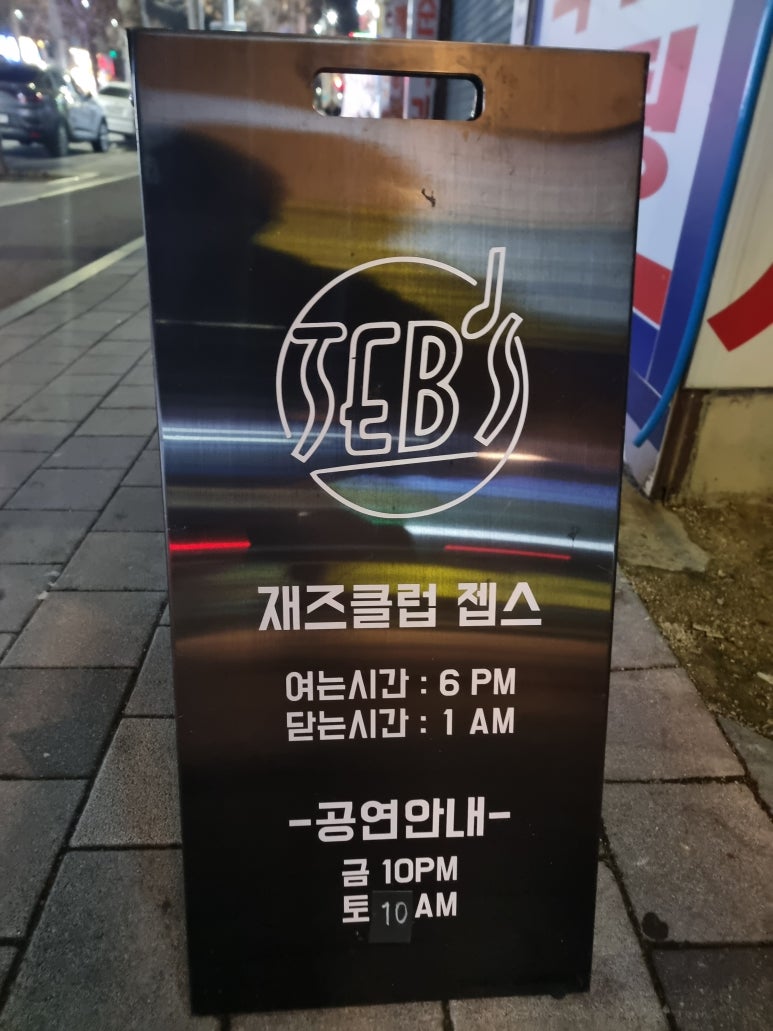 JEB's
재즈클럽 젭스
여는시간 : 6 PM
닫는시간 : 1 AM
-공연안내-
금 10PM
토 10 AM